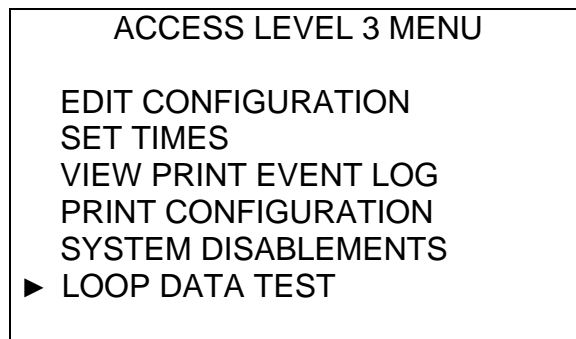 ACCESS LEVEL 3 MENU
EDIT CONFIGURATION
SET TIMES
VIEW PRINT EVENT LOG
PRINT CONFIGURATION
SYSTEM DISABLEMENTS
► LOOP DATA TEST